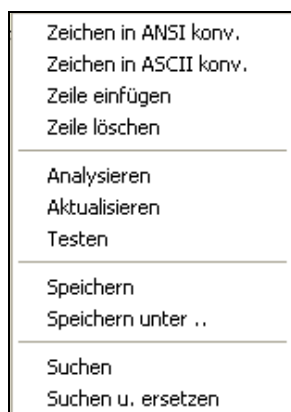 Zeichen in ANSI konv.
Zeichen in ASCII konv.
Zeile einfügen
Zeile löschen
Analysieren
Aktualisieren
Testen
Speichern
Speichern unter ..
Suchen
Suchen u. ersetzen